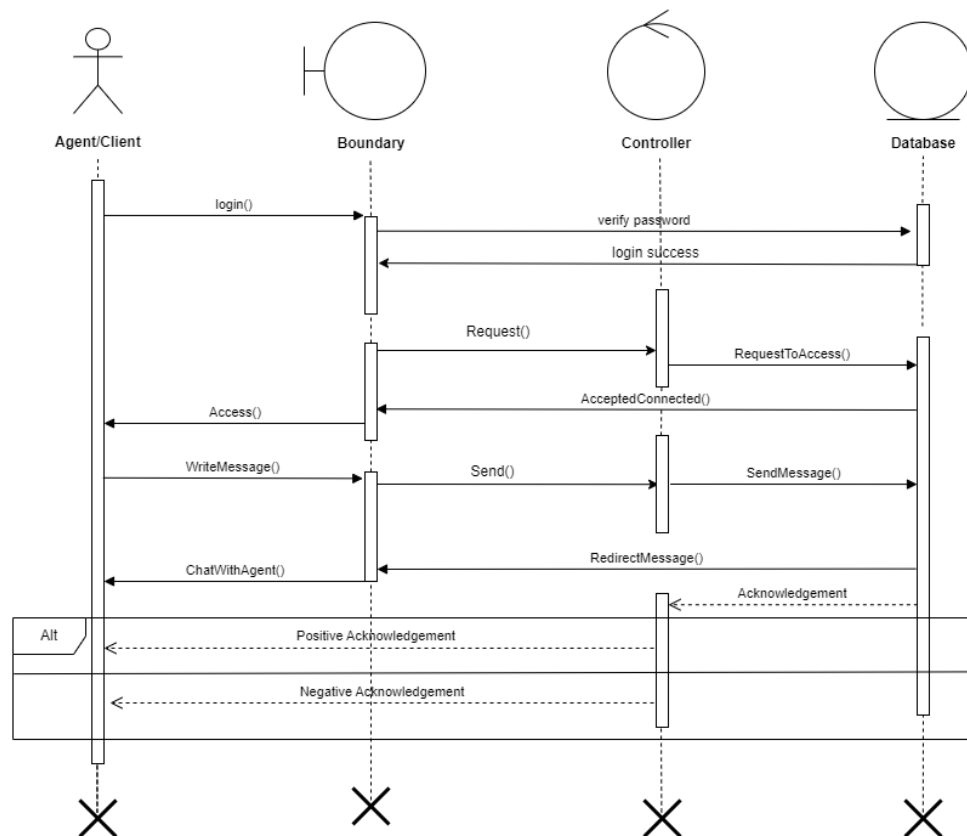 Agent/Client
Boundary
Controller
Database
login()
verify password
login success
Request()
RequestToAccess()
AcceptedConnected()
Access()
WriteMessage()
Send()
SendMessage()
RedirectMessage()
ChatWithAgent()
Acknowledgement
Alt
Positive Acknowledgement
Negative Acknowledgement